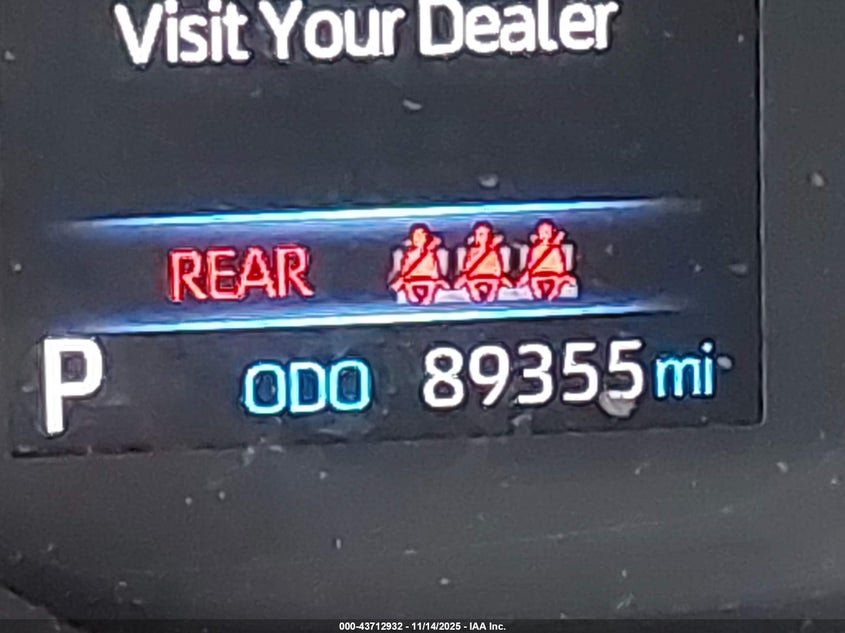 Visit Your Dealer
REAR
P ODO 89355 mi
000-43712932 - 11/14/2025 - IAA Inc.